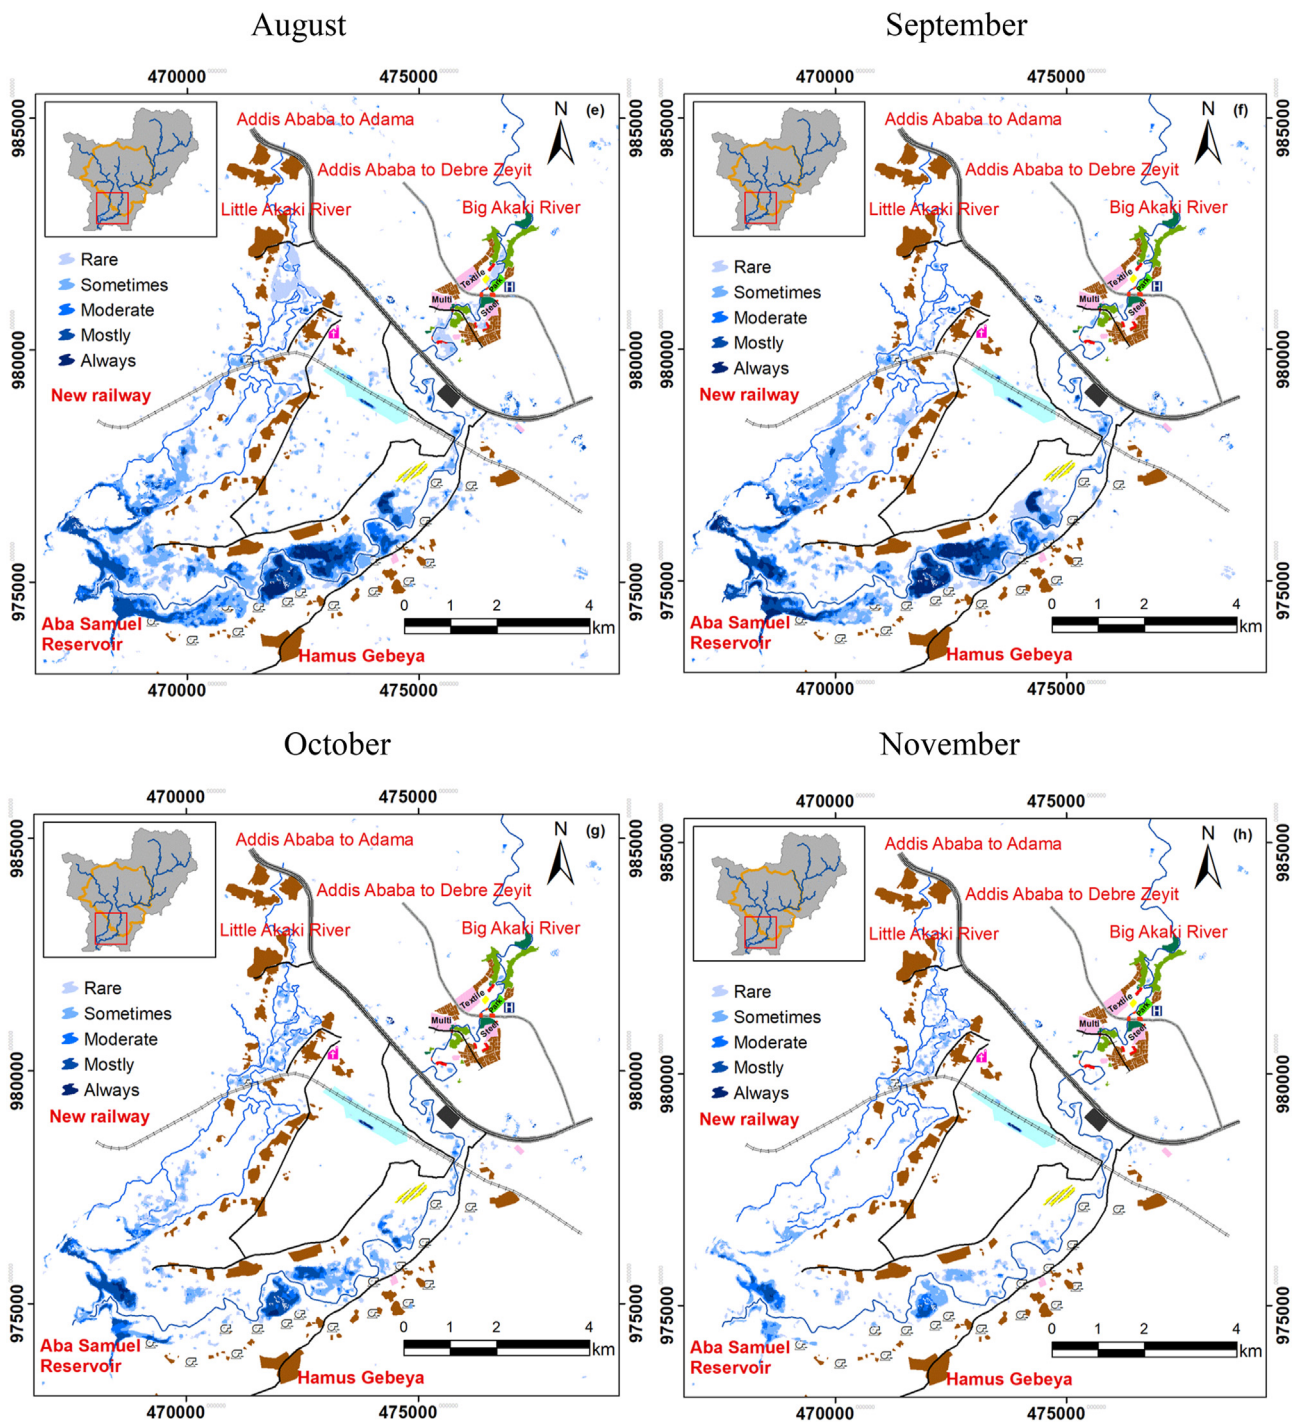 August
470000
475000
985000
980000
975000
(e)
N
Addis Ababa to Adama
Addis Ababa to Debre Zeyit
Little Akaki River
Big Akaki River
Rare
Sometimes
Moderate
Mostly
Always
Textile
Park
H
Multi
Steel
New railway
Aba Samuel
Reservoir
Hamus Gebeya
0 1 2 4
km
470000
475000
985000
980000
975000
September
470000
475000
(f)
N
Addis Ababa to Adama
Addis Ababa to Debre Zeyit
Little Akaki River
Big Akaki River
Rare
Sometimes
Moderate
Mostly
Always
Textile
Park
H
Multi
Steel
New railway
Aba Samuel
Reservoir
Hamus Gebeya
0 1 2 4
km
470000
475000
985000
980000
975000
October
470000
475000
985000
980000
975000
(g)
N
Addis Ababa to Adama
Addis Ababa to Debre Zeyit
Little Akaki River
Big Akaki River
Rare
Sometimes
Moderate
Mostly
Always
Textile
Park
H
Multi
Steel
New railway
Aba Samuel
Reservoir
Hamus Gebeya
0 1 2 4
km
470000
475000
985000
980000
975000
November
470000
475000
(h)
N
Addis Ababa to Adama
Addis Ababa to Debre Zeyit
Little Akaki River
Big Akaki River
Rare
Sometimes
Moderate
Mostly
Always
Textile
Park
H
Multi
Steel
New railway
Aba Samuel
Reservoir
Hamus Gebeya
0 1 2 4
km
470000
475000
985000
980000
975000